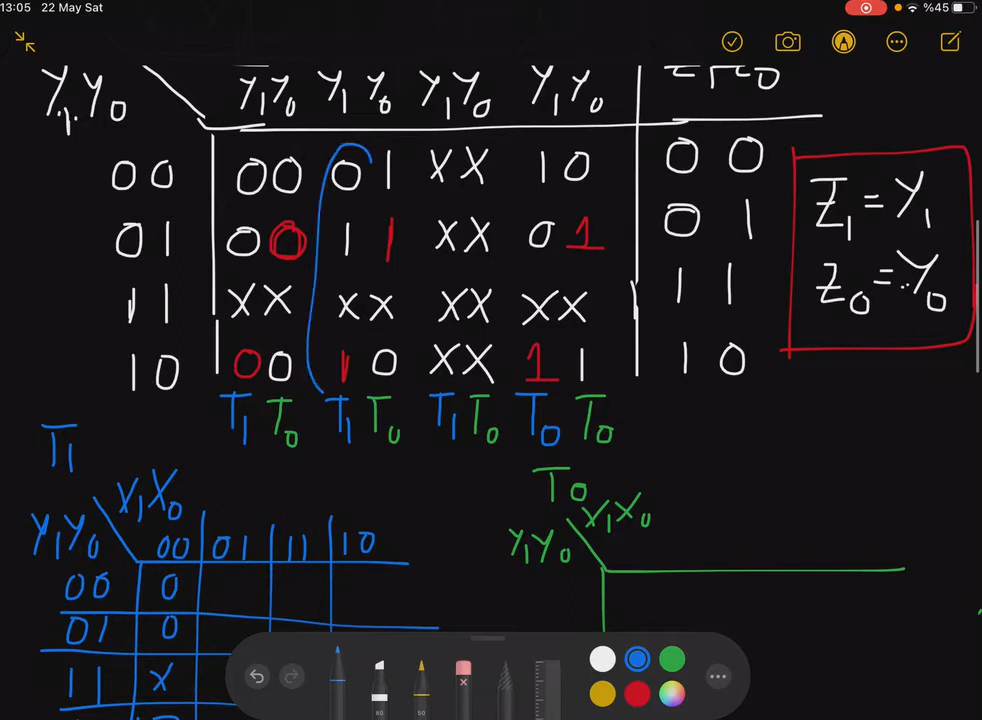 13:05 22 May Sat %45
Y1Y0 Y1Y0 Y1Y0 Y1Y0 Y1Y0
00 00 01 XX 10 00
01 00 11 XX 01 01
11 XX XX XX XX 11
10 00 10 XX 11 10
Z1=Y1
Z0=Y0
T1 T0 T1 T0 T1 T0 T0 T0
T1
X1X0
Y1Y0 00 01 11 10
00 0
01 0
11 X
T0
X1X0
Y1Y0
80 50